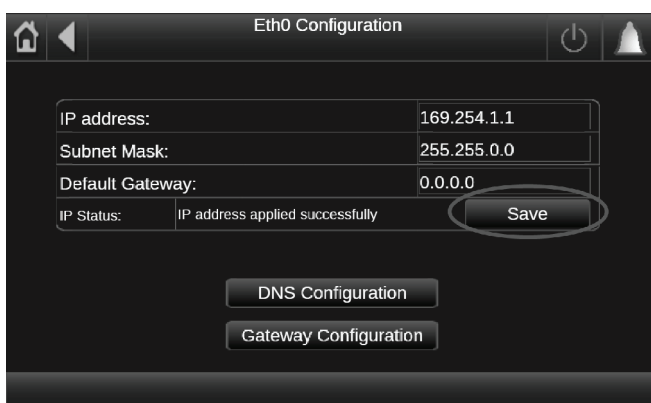 Eth0 Configuration
IP address: 169.254.1.1
Subnet Mask: 255.255.0.0
Default Gateway: 0.0.0.0
IP Status: IP address applied successfully Save
DNS Configuration
Gateway Configuration